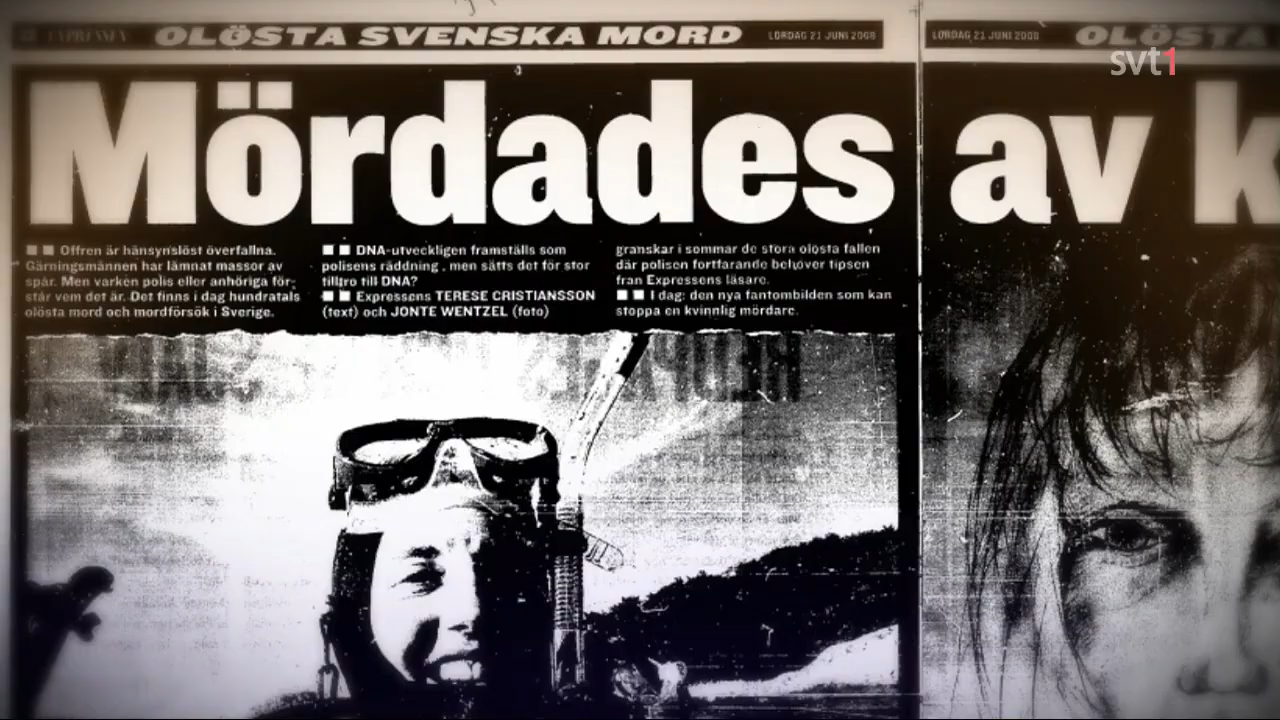 EXPRESSEN OLÖSTA SVENSKA MORD LÖRDAG 21 JUNI 2008
LÖRDAG 21 JUNI 2008 OLÖSTA
svt1
Mördades av k
■ ■ Offren är hänsynslöst överfallna.
Gärningsmännen har lämnat massor av
spår. Men varken polis eller anhöriga för-
står vem det är. Det finns i dag hundratals
olösta mord och mordförsök i Sverige.
■ ■ DNA-utveckligen framställs som
polisens räddning, men sätts det för stor
tilltro till DNA?
■ ■ Expressens TERESE CRISTIANSSON
(text) och JONTE WENTZEL (foto)
granskar i sommar de stora olösta fallen
där polisen fortfarande behöver tipsen
från Expressens läsare.
■ ■ I dag: den nya fantombilden som kan
stoppa en kvinnlig mördare.